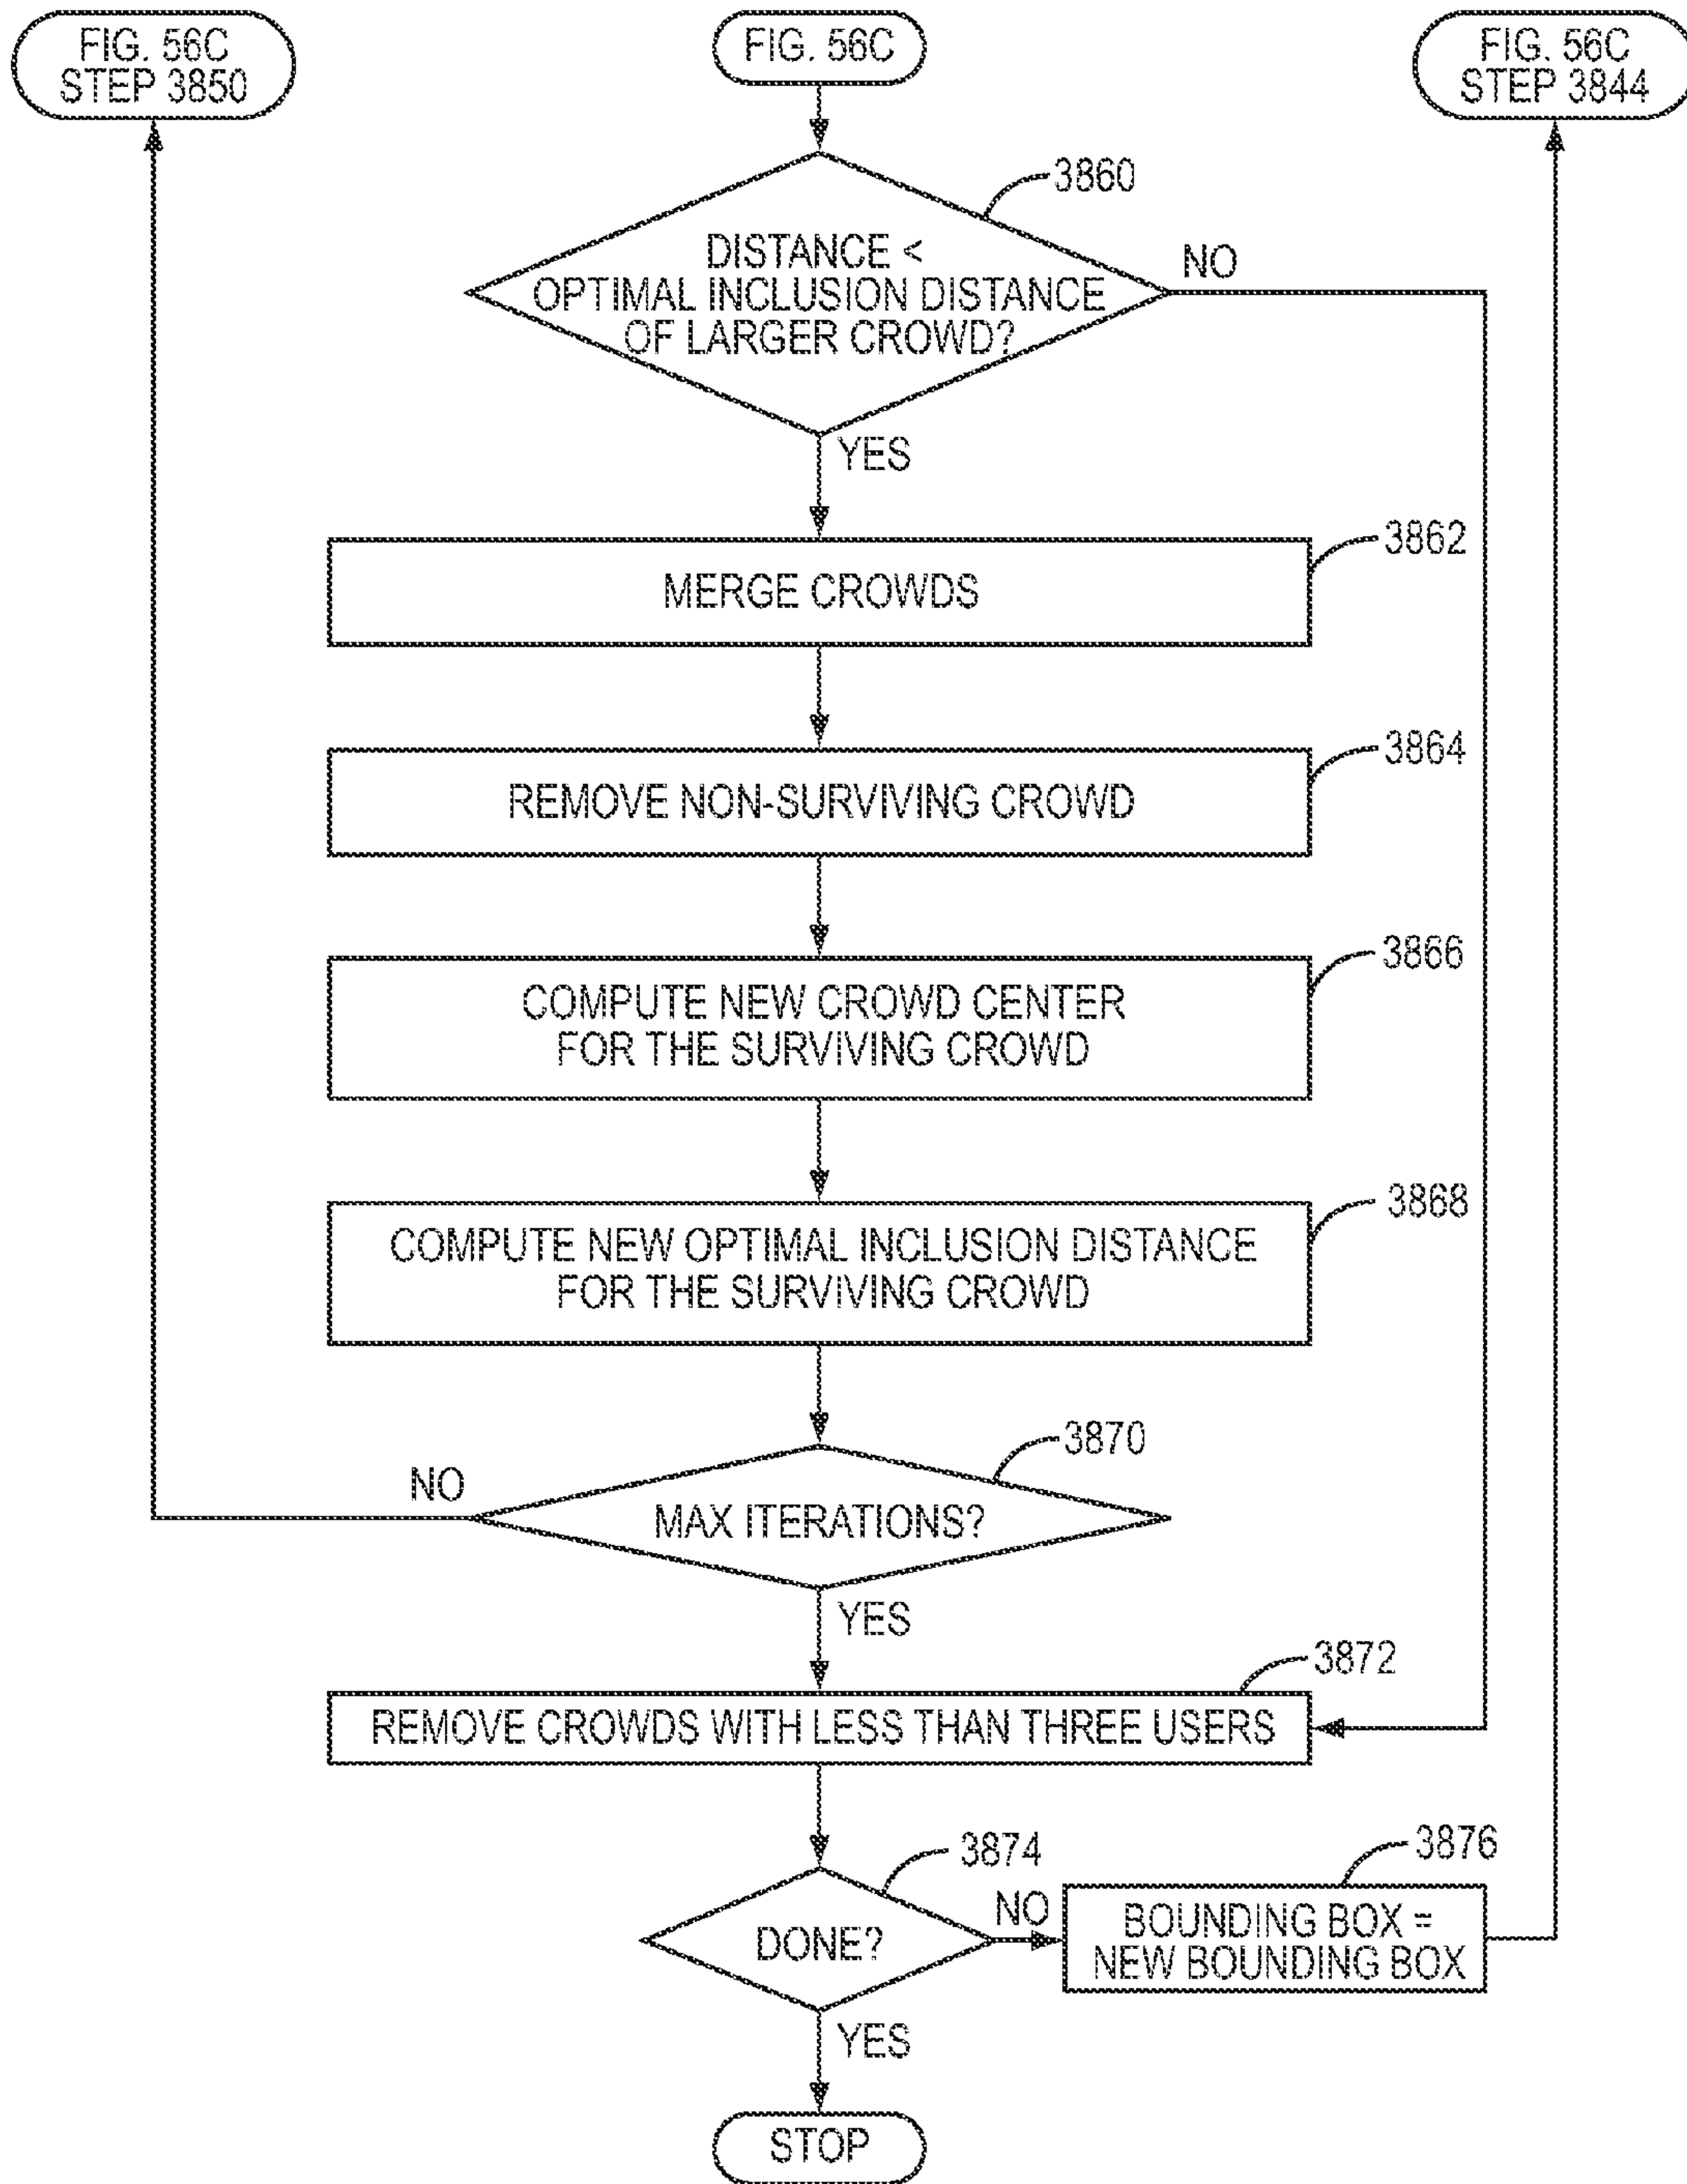 FIG. 56C
STEP 3850
FIG. 56C
FIG. 56C
STEP 3844
3860
DISTANCE <
OPTIMAL INCLUSION DISTANCE
OF LARGER CROWD?
NO
YES
3862
MERGE CROWDS
3864
REMOVE NON-SURVIVING CROWD
3866
COMPUTE NEW CROWD CENTER
FOR THE SURVIVING CROWD
3868
COMPUTE NEW OPTIMAL INCLUSION DISTANCE
FOR THE SURVIVING CROWD
3870
NO
MAX ITERATIONS?
YES
3872
REMOVE CROWDS WITH LESS THAN THREE USERS
3874
3876
DONE?
NO
BOUNDING BOX =
NEW BOUNDING BOX
YES
STOP